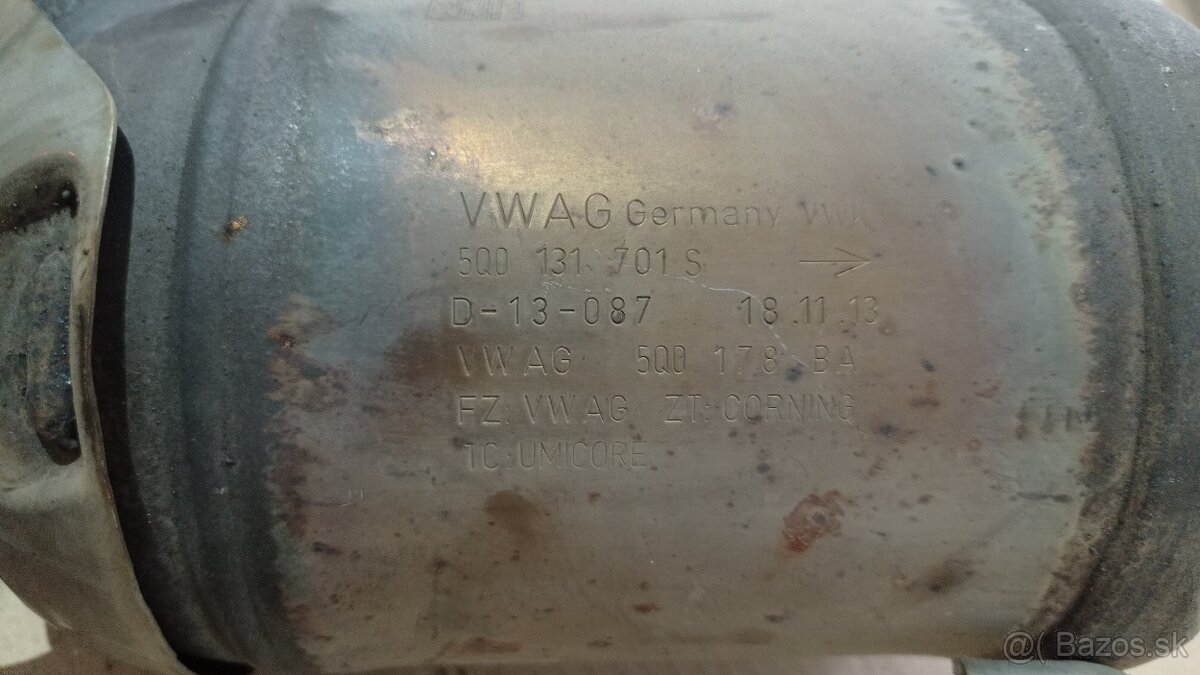 VWAG Germany VWK
5Q0 131 701 S →
D-13-087 18.11.13
VWAG 5Q0 178 BA
FZ: VWAG ZT: CORNING
TC: UMICORE
@( Bazos.sk